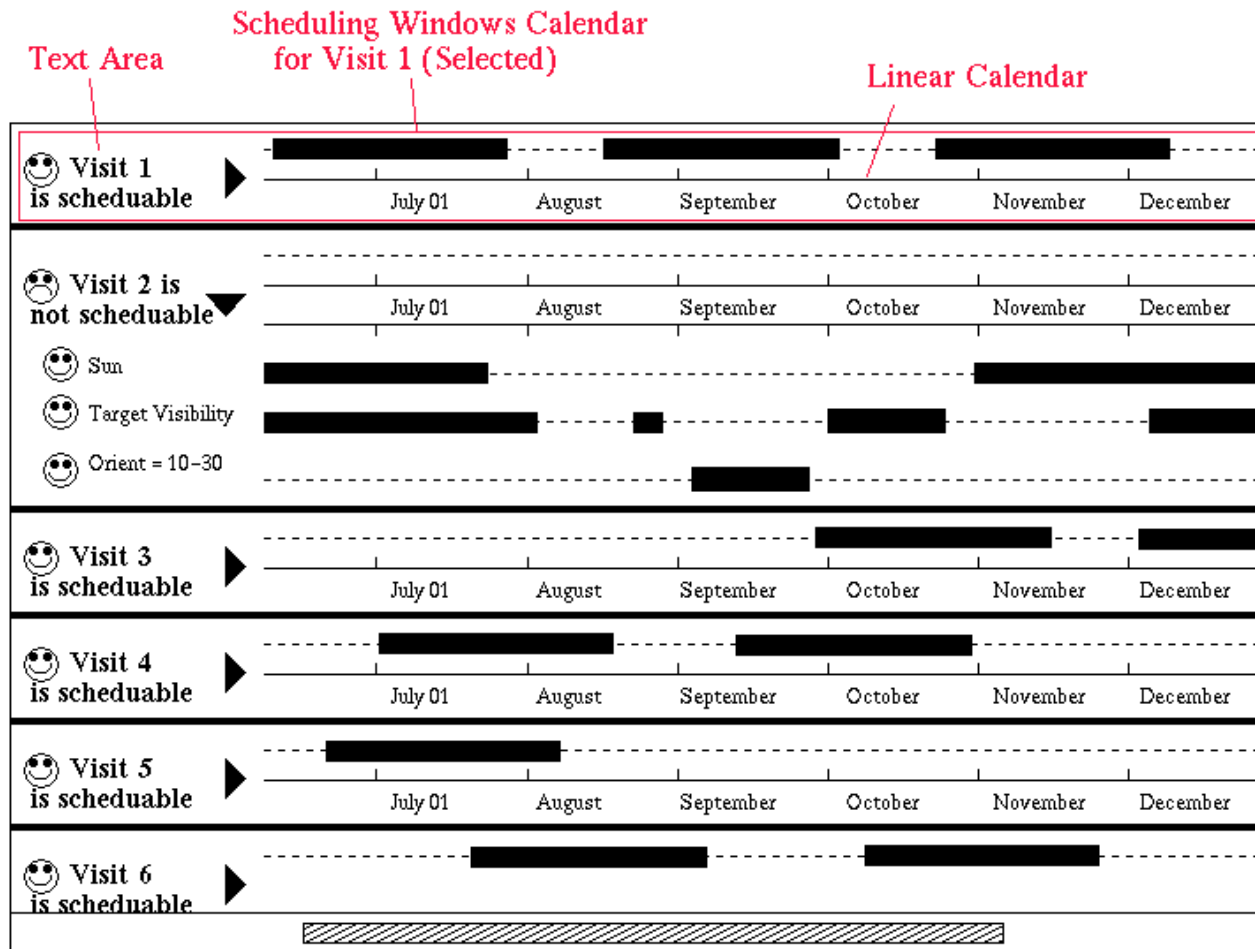 Scheduling Windows Calendar
for Visit 1 (Selected)
Text Area
Linear Calendar
Visit 1
is scheduable
July 01 August September October November December
Visit 2 is
not scheduable
July 01 August September October November December
Sun
Target Visibility
Orient = 10-30
Visit 3
is scheduable
July 01 August September October November December
Visit 4
is scheduable
July 01 August September October November December
Visit 5
is scheduable
July 01 August September October November December
Visit 6
is scheduable